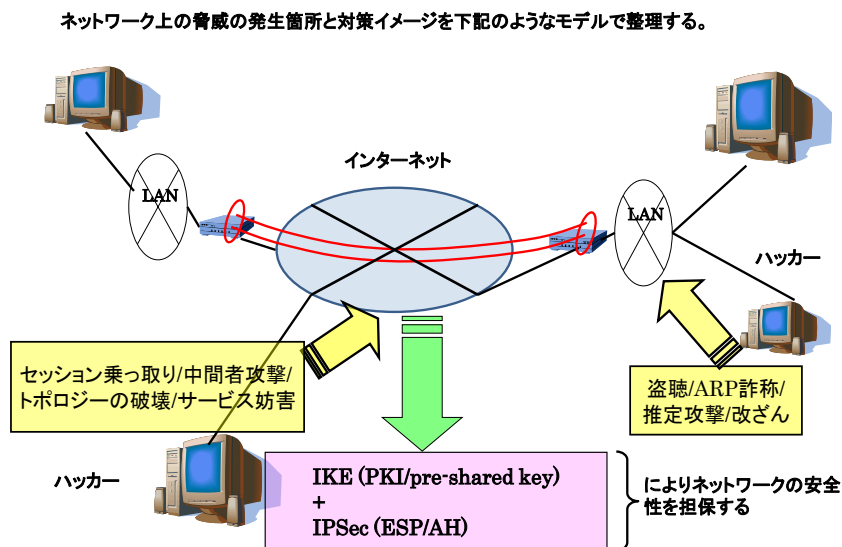 ネットワーク上の脅威の発生箇所と対策イメージを下記のようなモデルで整理する。
インターネット
LAN
LAN
ハッカー
セッション乗っ取り/中間者攻撃/
トポロジーの破壊/サービス妨害
盗聴/ARP詐称/
推定攻撃/改ざん
ハッカー
IKE (PKI/pre-shared key)
+
IPSec (ESP/AH)
によりネットワークの安全
性を担保する